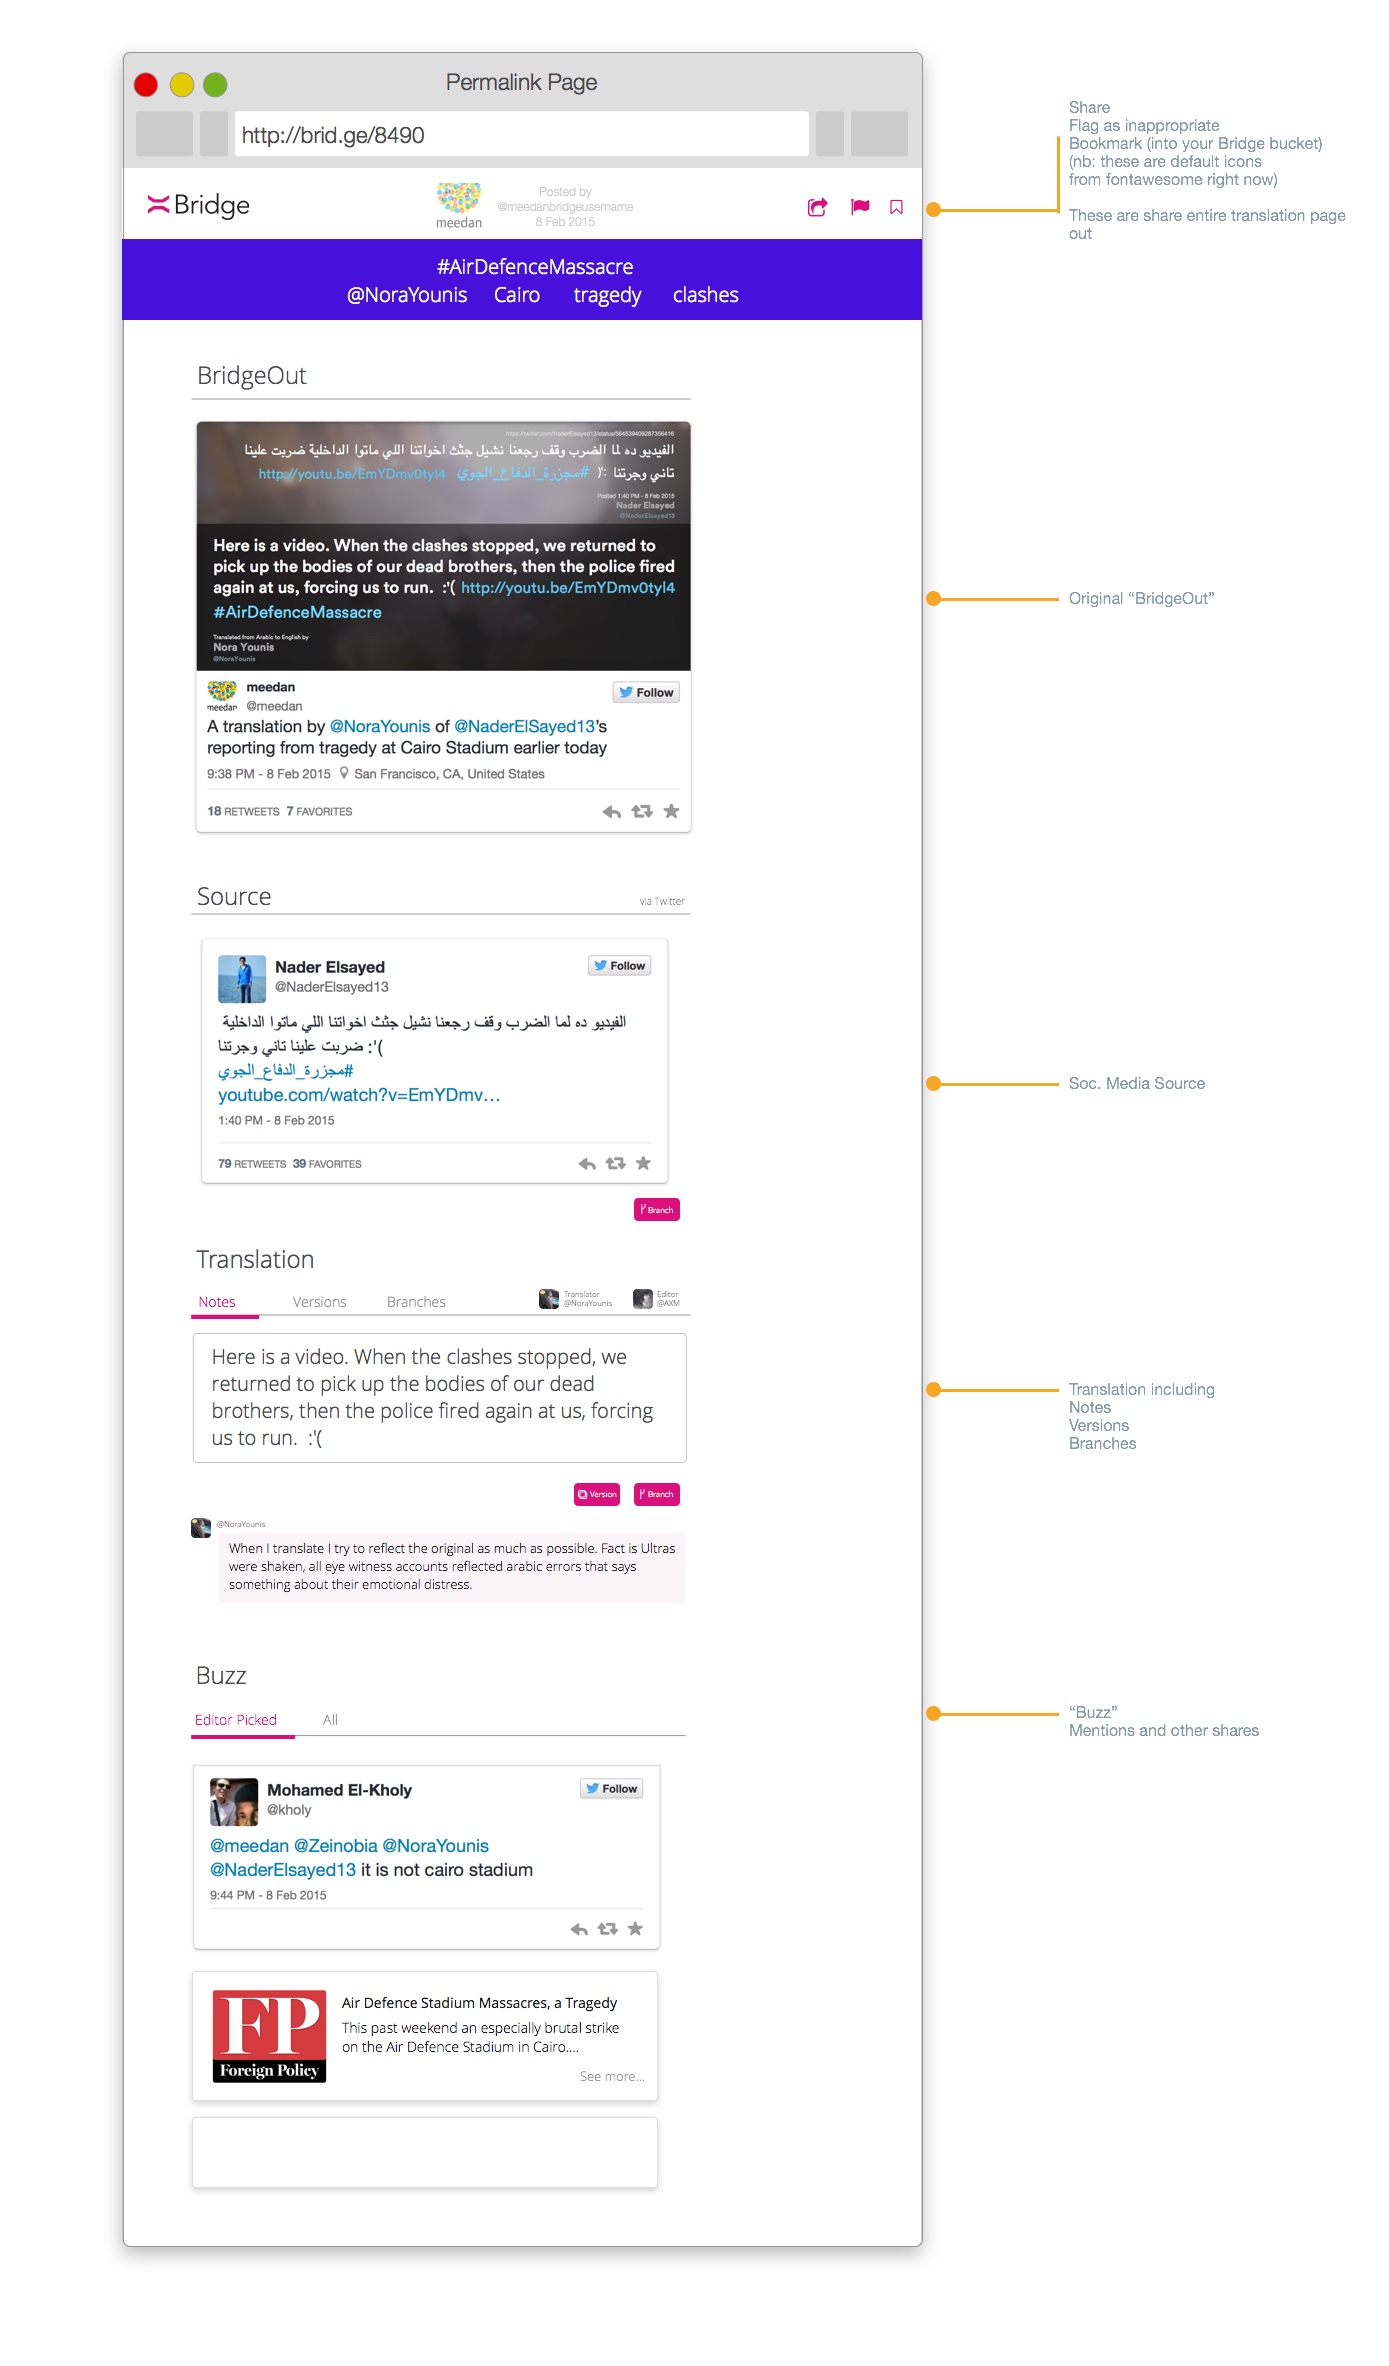 Permalink Page
http://brid.ge/8490
Bridge
meedan
Posted by
@meedanbridgeusername
8 Feb 2015
Share
Flag as inappropriate
Bookmark (into your Bridge bucket)
(nb: these are default icons
from fontawesome right now)
These are share entire translation page
out
#AirDefenceMassacre
@NoraYounis Cairo tragedy clashes
BridgeOut
https://twitter.com/NaderElsayed13/status/564539409287356416
الفيديو ده لما الضرب وقف رجعنا نشيل جثث اخواتنا اللي ماتوا الداخلية ضربت علينا
تاني وجرتنا :'( #مجزرة_الدفاع_الجوي http://youtu.be/EmYDmv0tyl4
Posted 1:40 PM - 8 Feb 2015
Nader Elsayed
@NaderElsayed13
Here is a video. When the clashes stopped, we returned to
pick up the bodies of our dead brothers, then the police fired
again at us, forcing us to run. :'( http://youtu.be/EmYDmv0tyl4
#AirDefenceMassacre
Translated from Arabic to English by
Nora Younis
@NoraYounis
Original “BridgeOut”
meedan
meedan
@meedan
Follow
A translation by @NoraYounis of @NaderElSayed13’s
reporting from tragedy at Cairo Stadium earlier today
9:38 PM - 8 Feb 2015 San Francisco, CA, United States
18 RETWEETS 7 FAVORITES
Source
via Twitter
Nader Elsayed
@NaderElsayed13
Follow
الفيديو ده لما الضرب وقف رجعنا نشيل جثث اخواتنا اللي ماتوا الداخلية
ضربت علينا تاني وجرتنا :'(
#مجزرة_الدفاع_الجوي
youtube.com/watch?v=EmYDmv…
1:40 PM - 8 Feb 2015
79 RETWEETS 39 FAVORITES
Soc. Media Source
Branch
Translation
Notes Versions Branches
Translator
@NoraYounis
Editor
@AXM
Here is a video. When the clashes stopped, we
returned to pick up the bodies of our dead
brothers, then the police fired again at us, forcing
us to run. :'(
Translation including
Notes
Versions
Branches
Version
Branch
@NoraYounis
When I translate I try to reflect the original as much as possible. Fact is Ultras
were shaken, all eye witness accounts reflected arabic errors that says
something about their emotional distress.
Buzz
Editor Picked All
“Buzz”
Mentions and other shares
Mohamed El-Kholy
@kholy
Follow
@meedan @Zeinobia @NoraYounis
@NaderElsayed13 it is not cairo stadium
9:44 PM - 8 Feb 2015
FP
Foreign Policy
Air Defence Stadium Massacres, a Tragedy
This past weekend an especially brutal strike
on the Air Defence Stadium in Cairo....
See more...